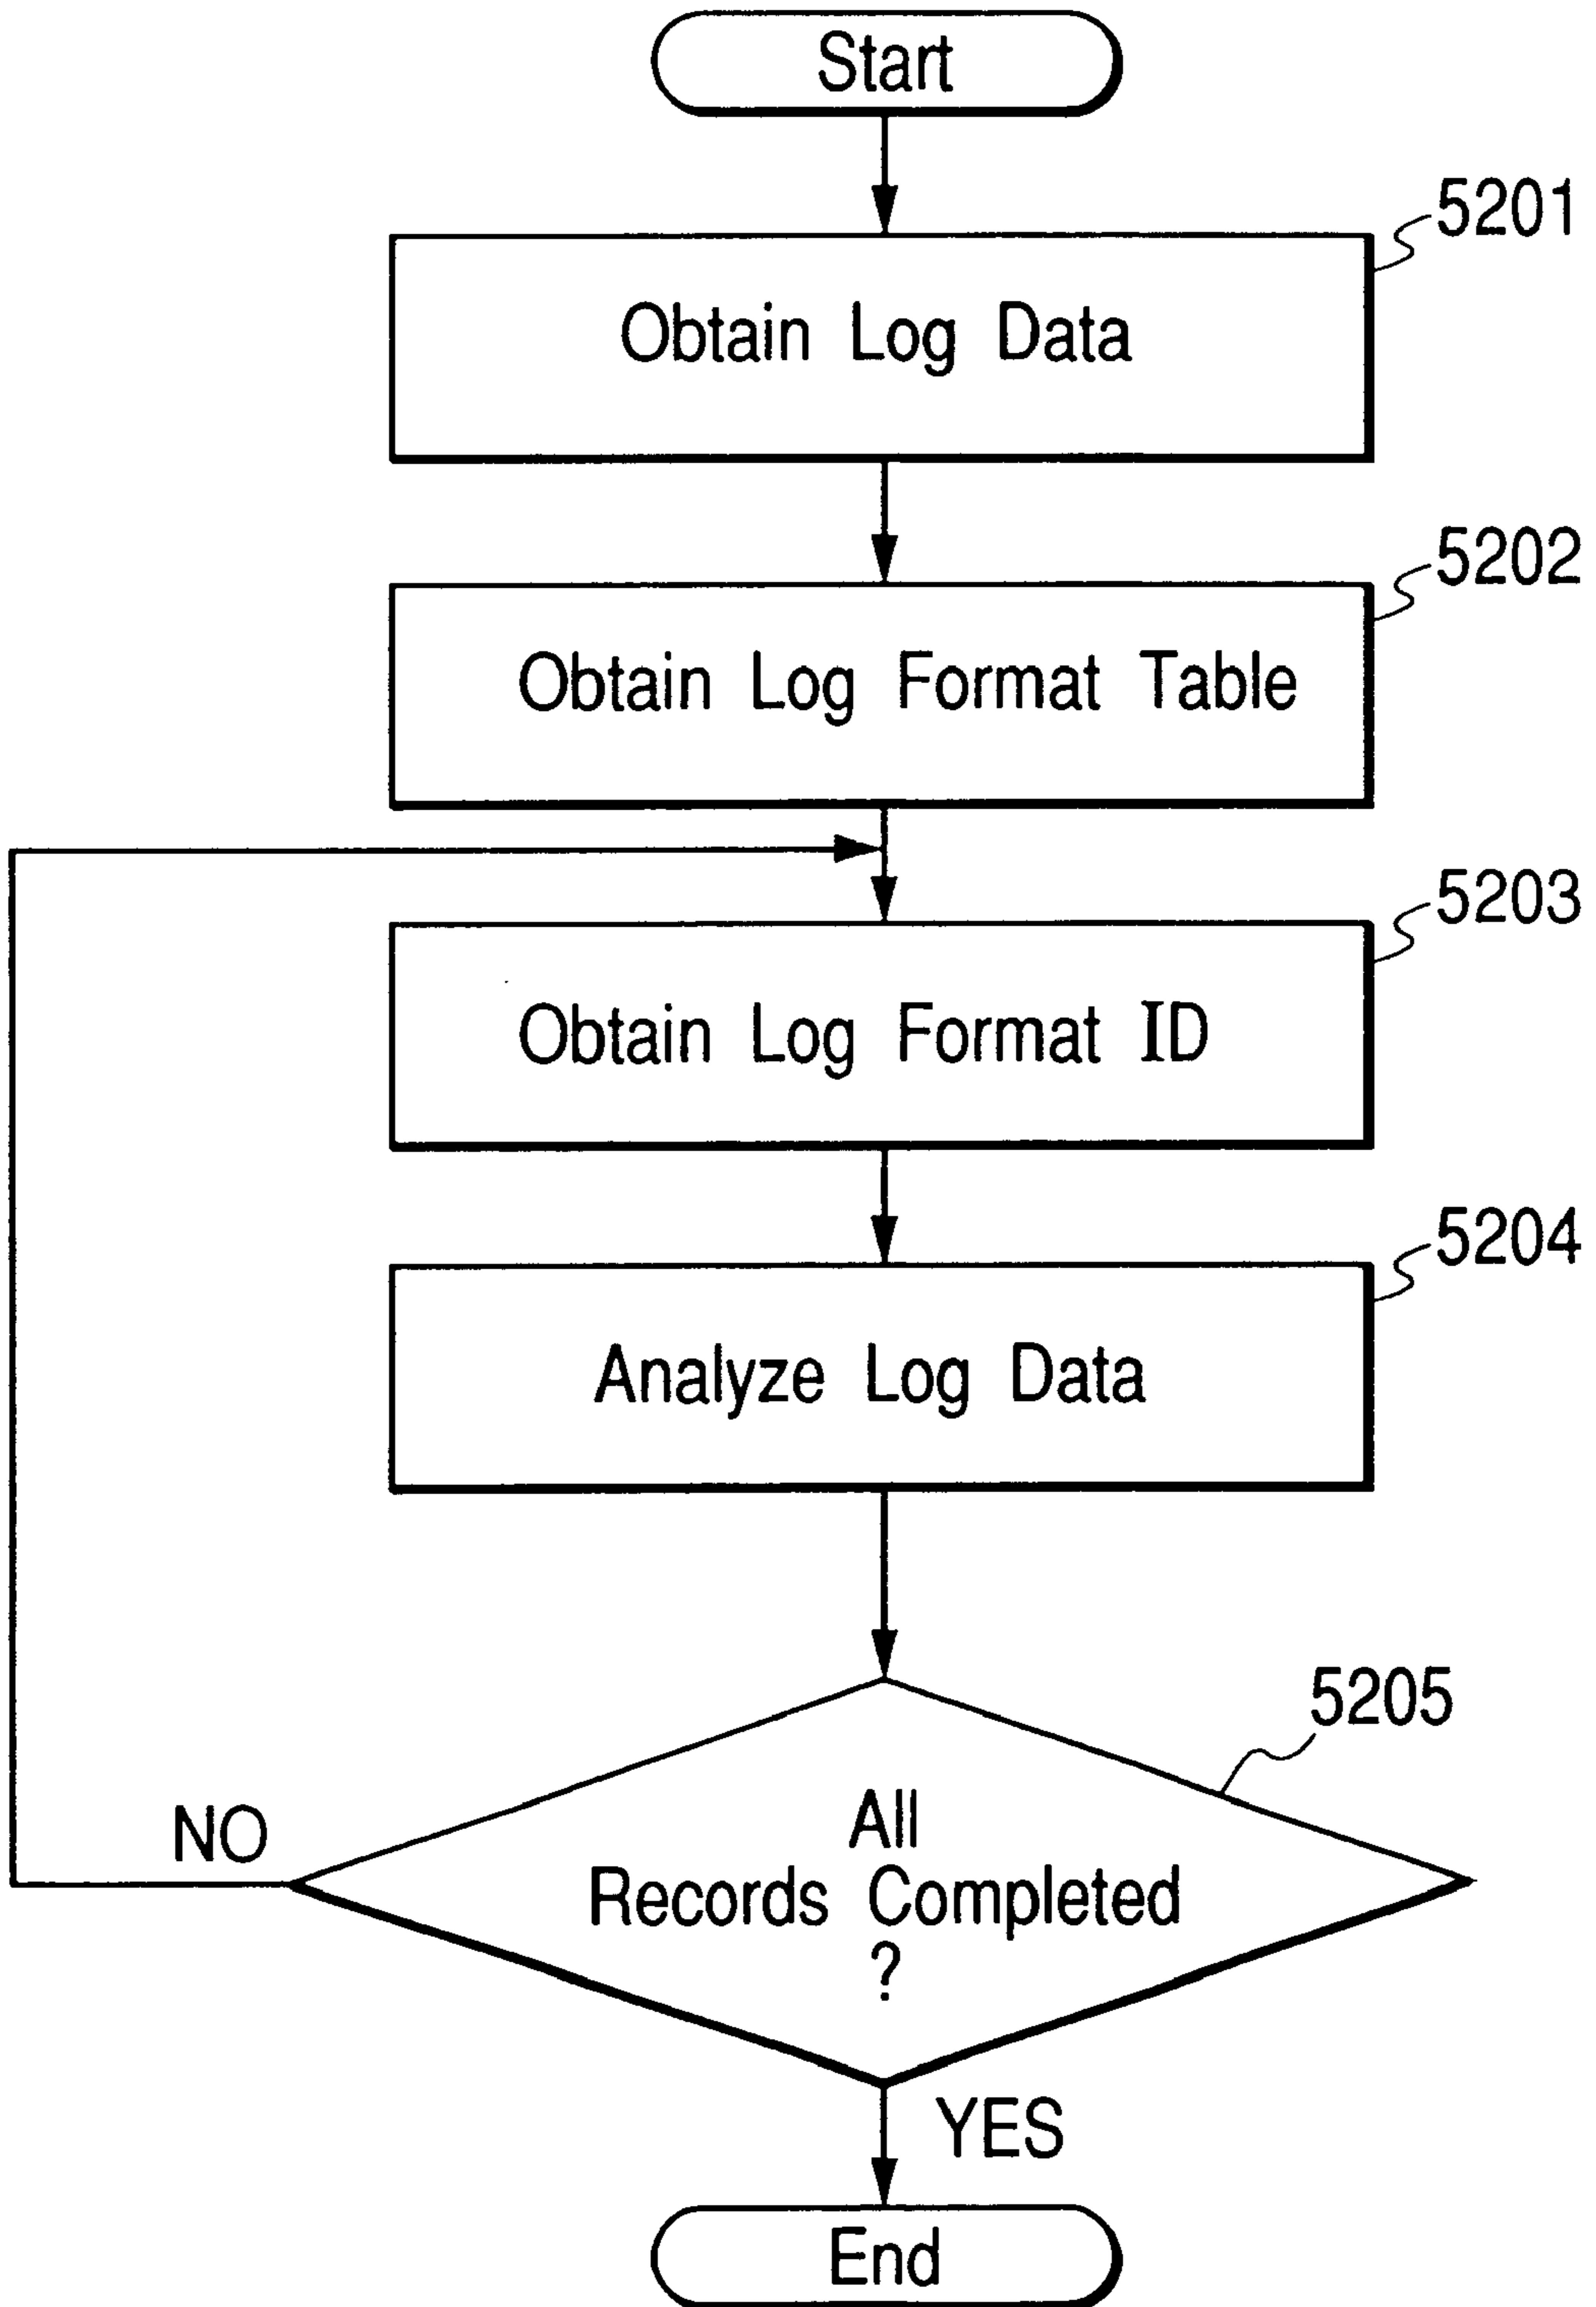 Start
5201
Obtain Log Data
5202
Obtain Log Format Table
5203
Obtain Log Format ID
5204
Analyze Log Data
5205
All
Records Completed
?
NO
YES
End